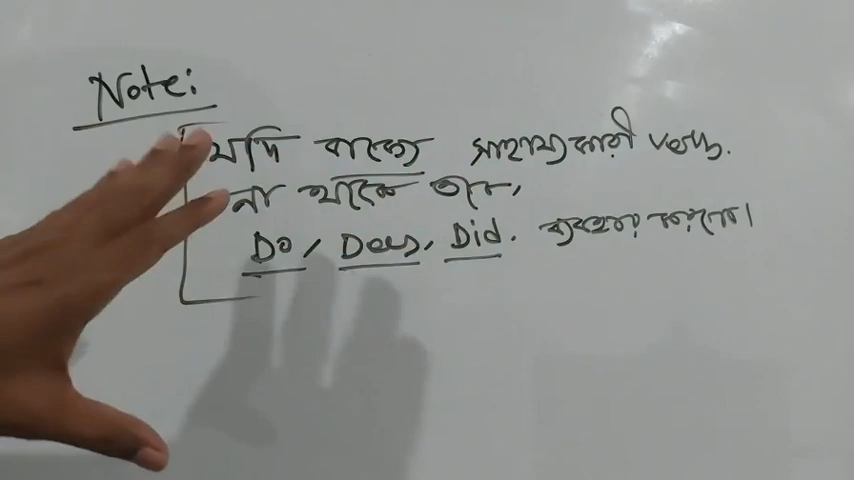 Note:
যদি বাক্যে সাহায্যকারী verb.
না থাকে তবে,
Do, Does, Did. ব্যবহার করবো।